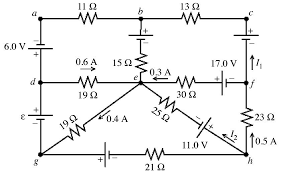 11 Ω
13 Ω
a
b
c
+
−
+
−
+
−
6.0 V
15 Ω
17.0 V
I₁
0.6 A
0.3 A
d
e
f
−
+
19 Ω
30 Ω
+
ε
−
19 Ω
0.4 A
25 Ω
23 Ω
−
+
I₂
0.5 A
11.0 V
g
h
+
−
21 Ω